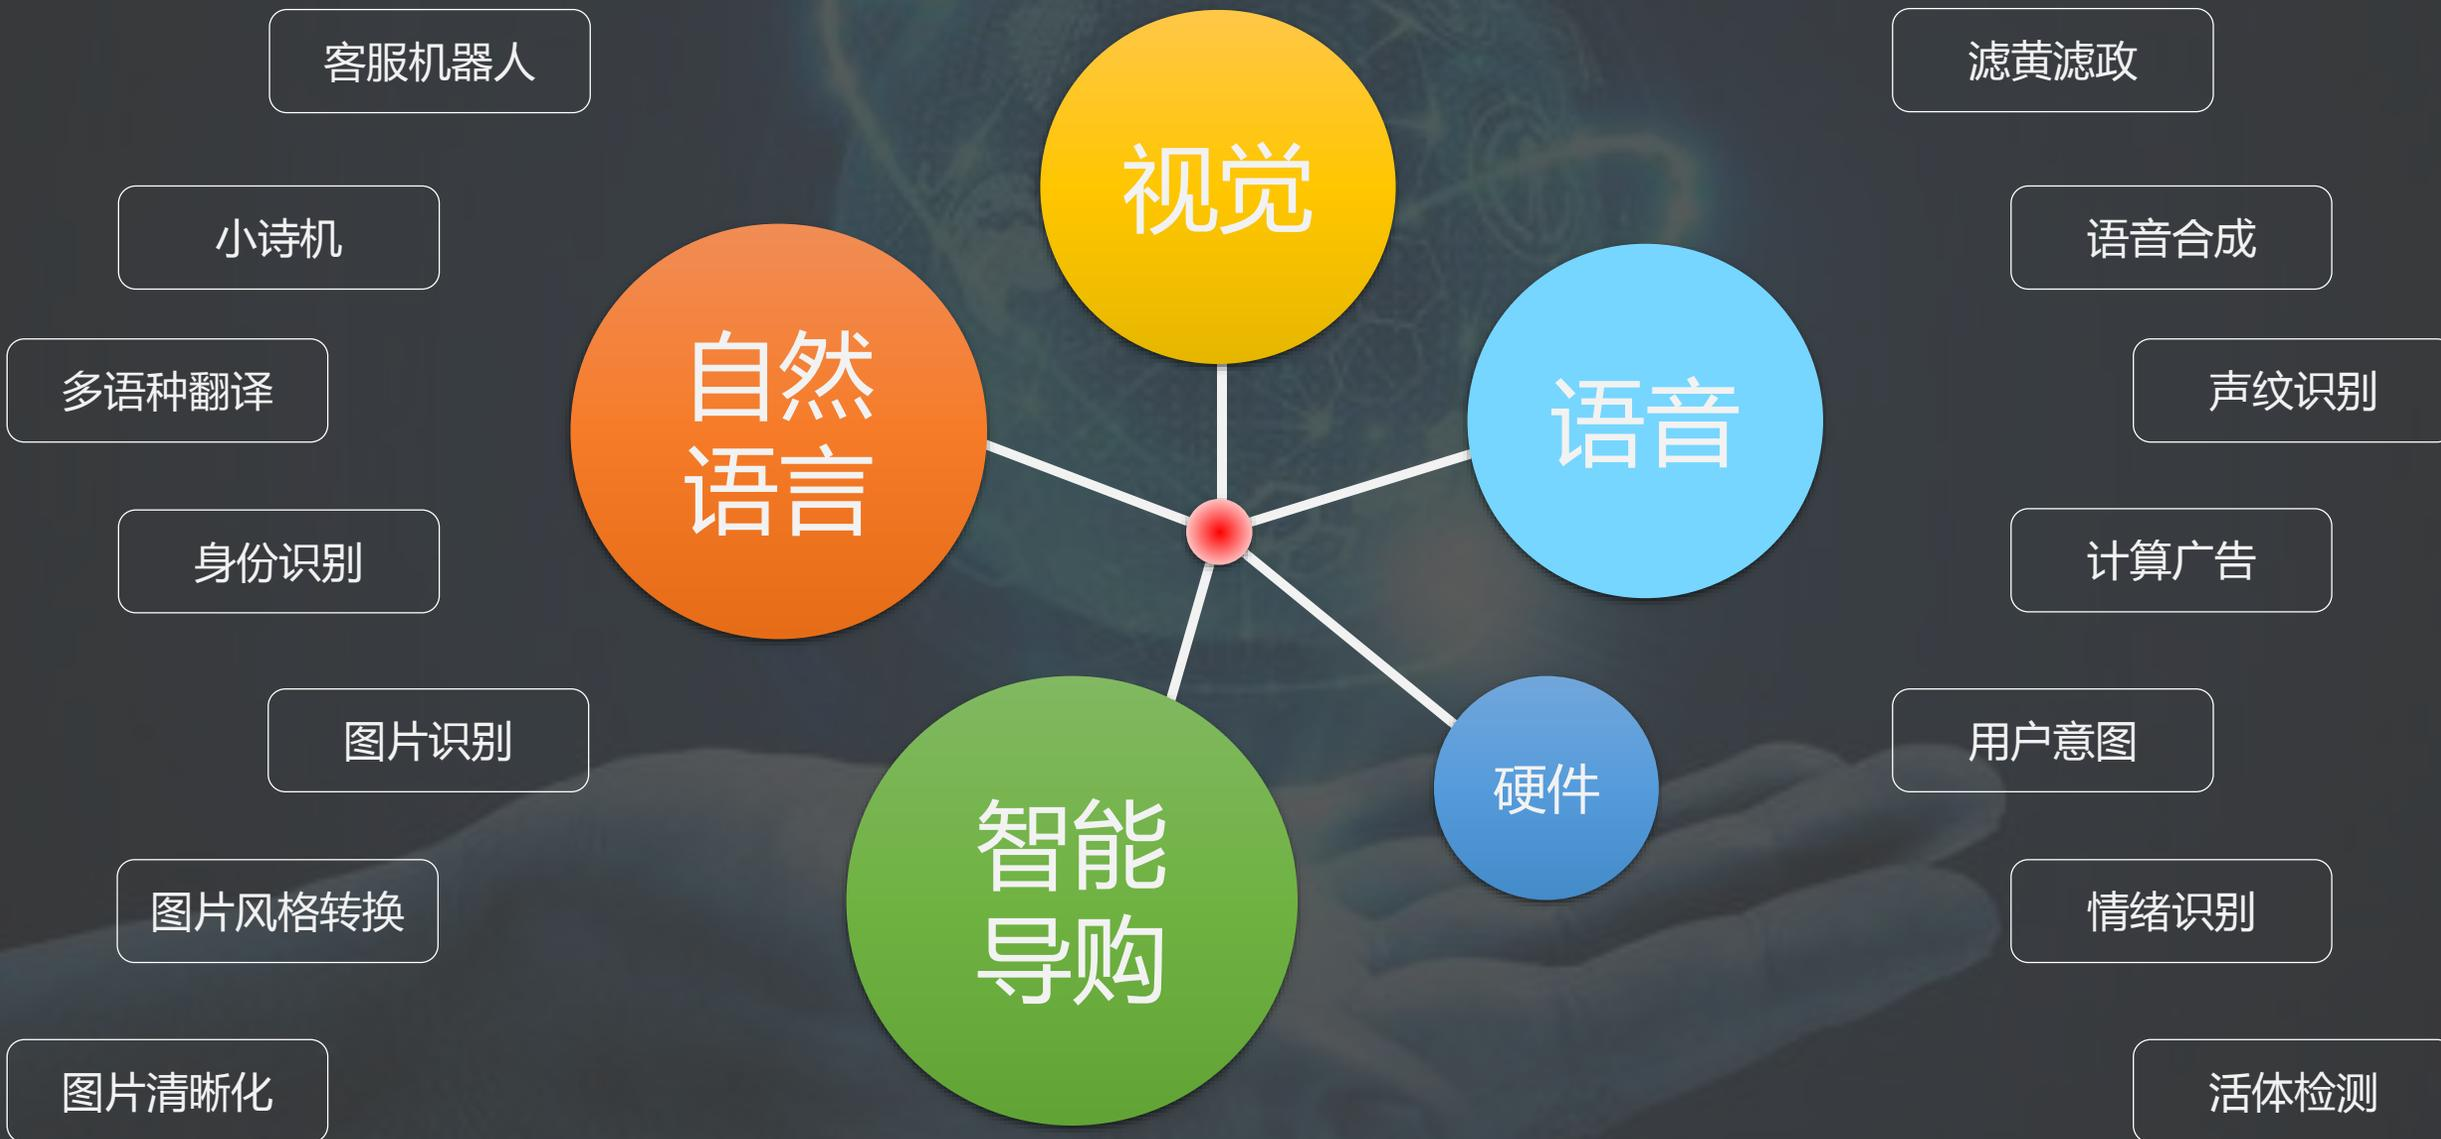 客服机器人
视觉
滤黄滤政
小诗机
语音合成
自然
语言
语音
多语种翻译
声纹识别
身份识别
计算广告
图片识别
用户意图
智能
导购
硬件
图片风格转换
情绪识别
图片清晰化
活体检测